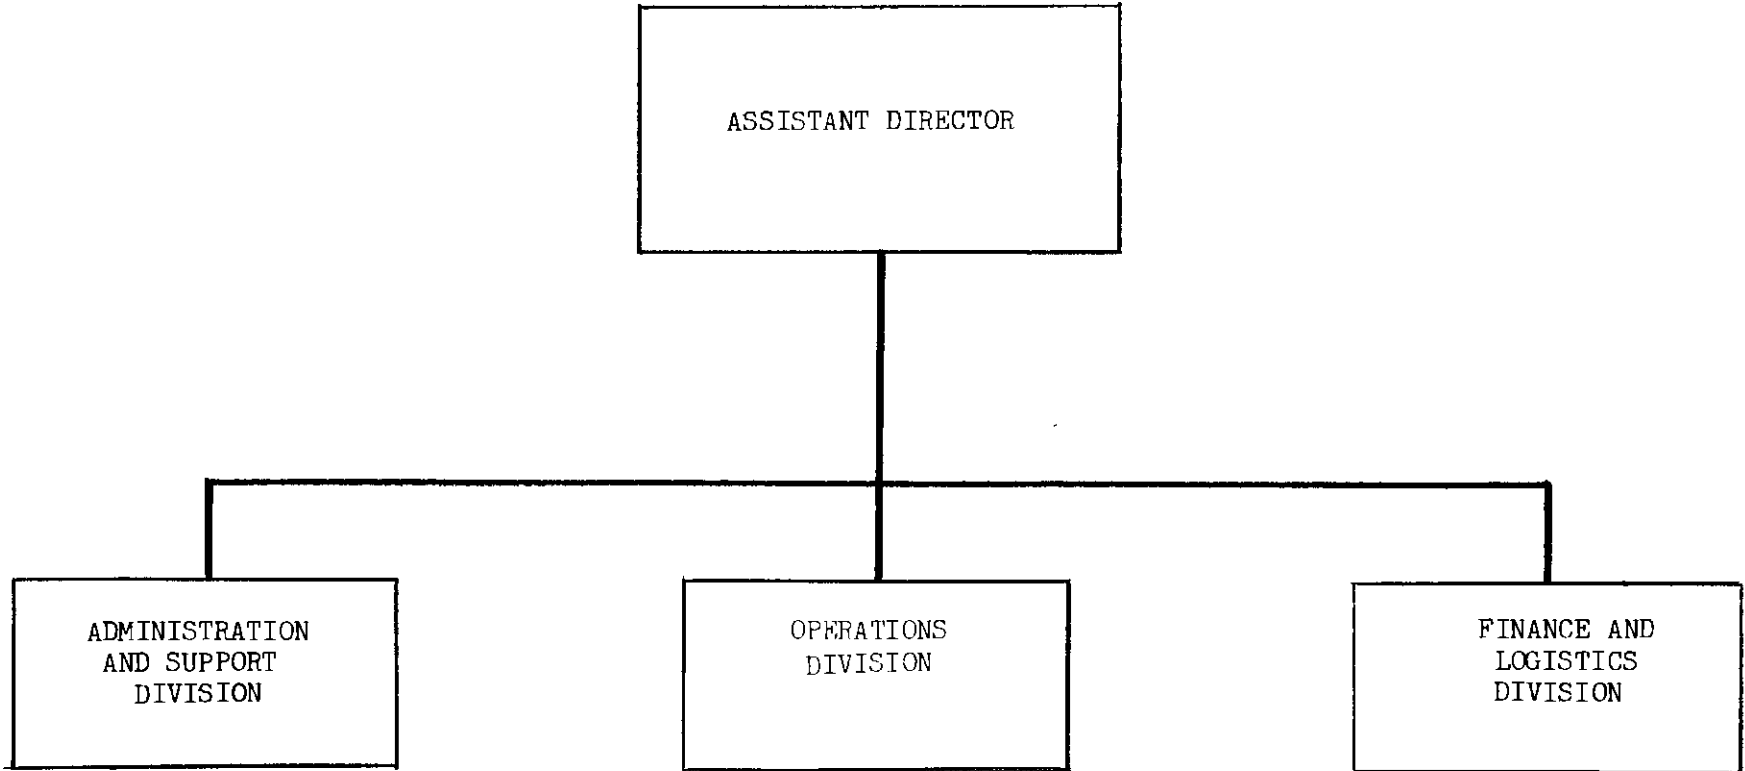 ASSISTANT DIRECTOR
ADMINISTRATION
AND SUPPORT
DIVISION
OPERATIONS
DIVISION
FINANCE AND
LOGISTICS
DIVISION